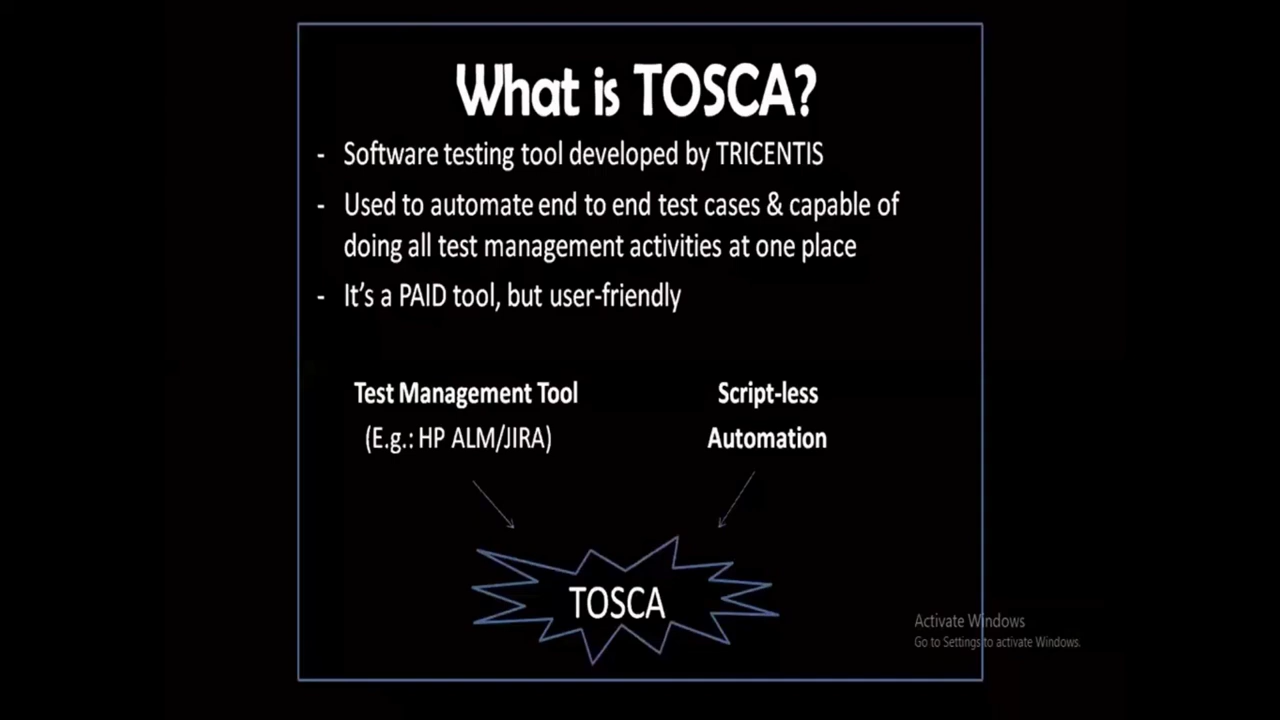 What is TOSCA?
- Software testing tool developed by TRICENTIS
- Used to automate end to end test cases & capable of
doing all test management activities at one place
- It's a PAID tool, but user-friendly
Test Management Tool
(E.g.: HP ALM/JIRA)
Script-less
Automation
TOSCA
Activate Windows
Go to Settings to activate Windows.